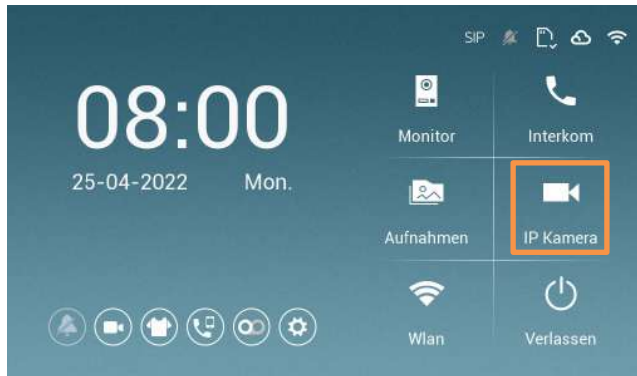 SIP
08:00
25-04-2022 Mon.
Monitor
Interkom
Aufnahmen
IP Kamera
Wlan
Verlassen